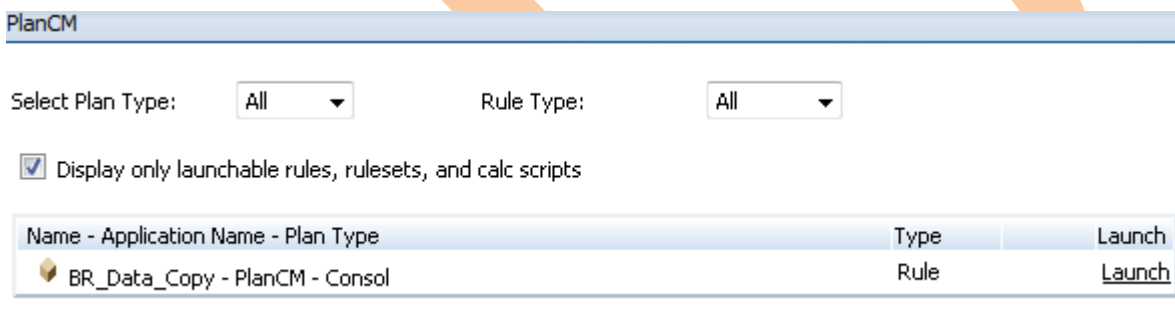 PlanCM
Select Plan Type: All Rule Type: All
Display only launchable rules, rulesets, and calc scripts
Name - Application Name - Plan Type Type Launch
BR_Data_Copy - PlanCM - Consol Rule Launch